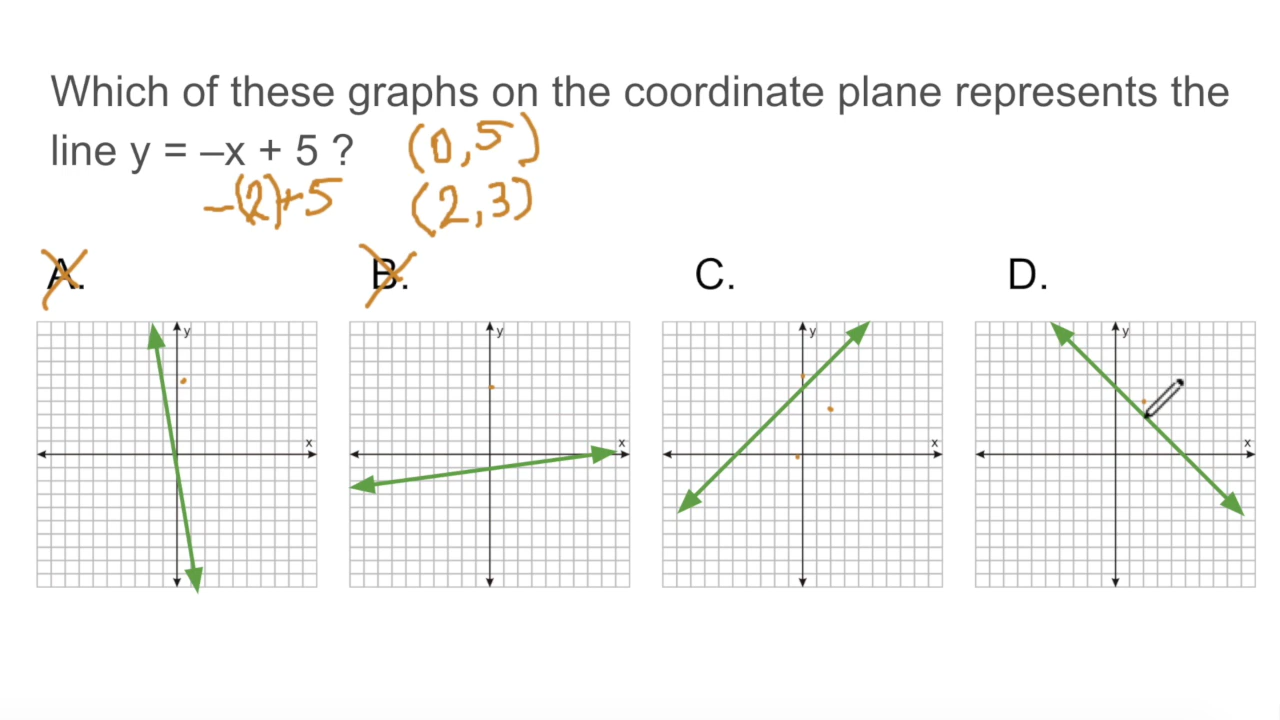 Which of these graphs on the coordinate plane represents the
line y = –x + 5 ? (0,5)
-(2)+5 (2,3)
A. B. C. D.
y y y y
x x x x